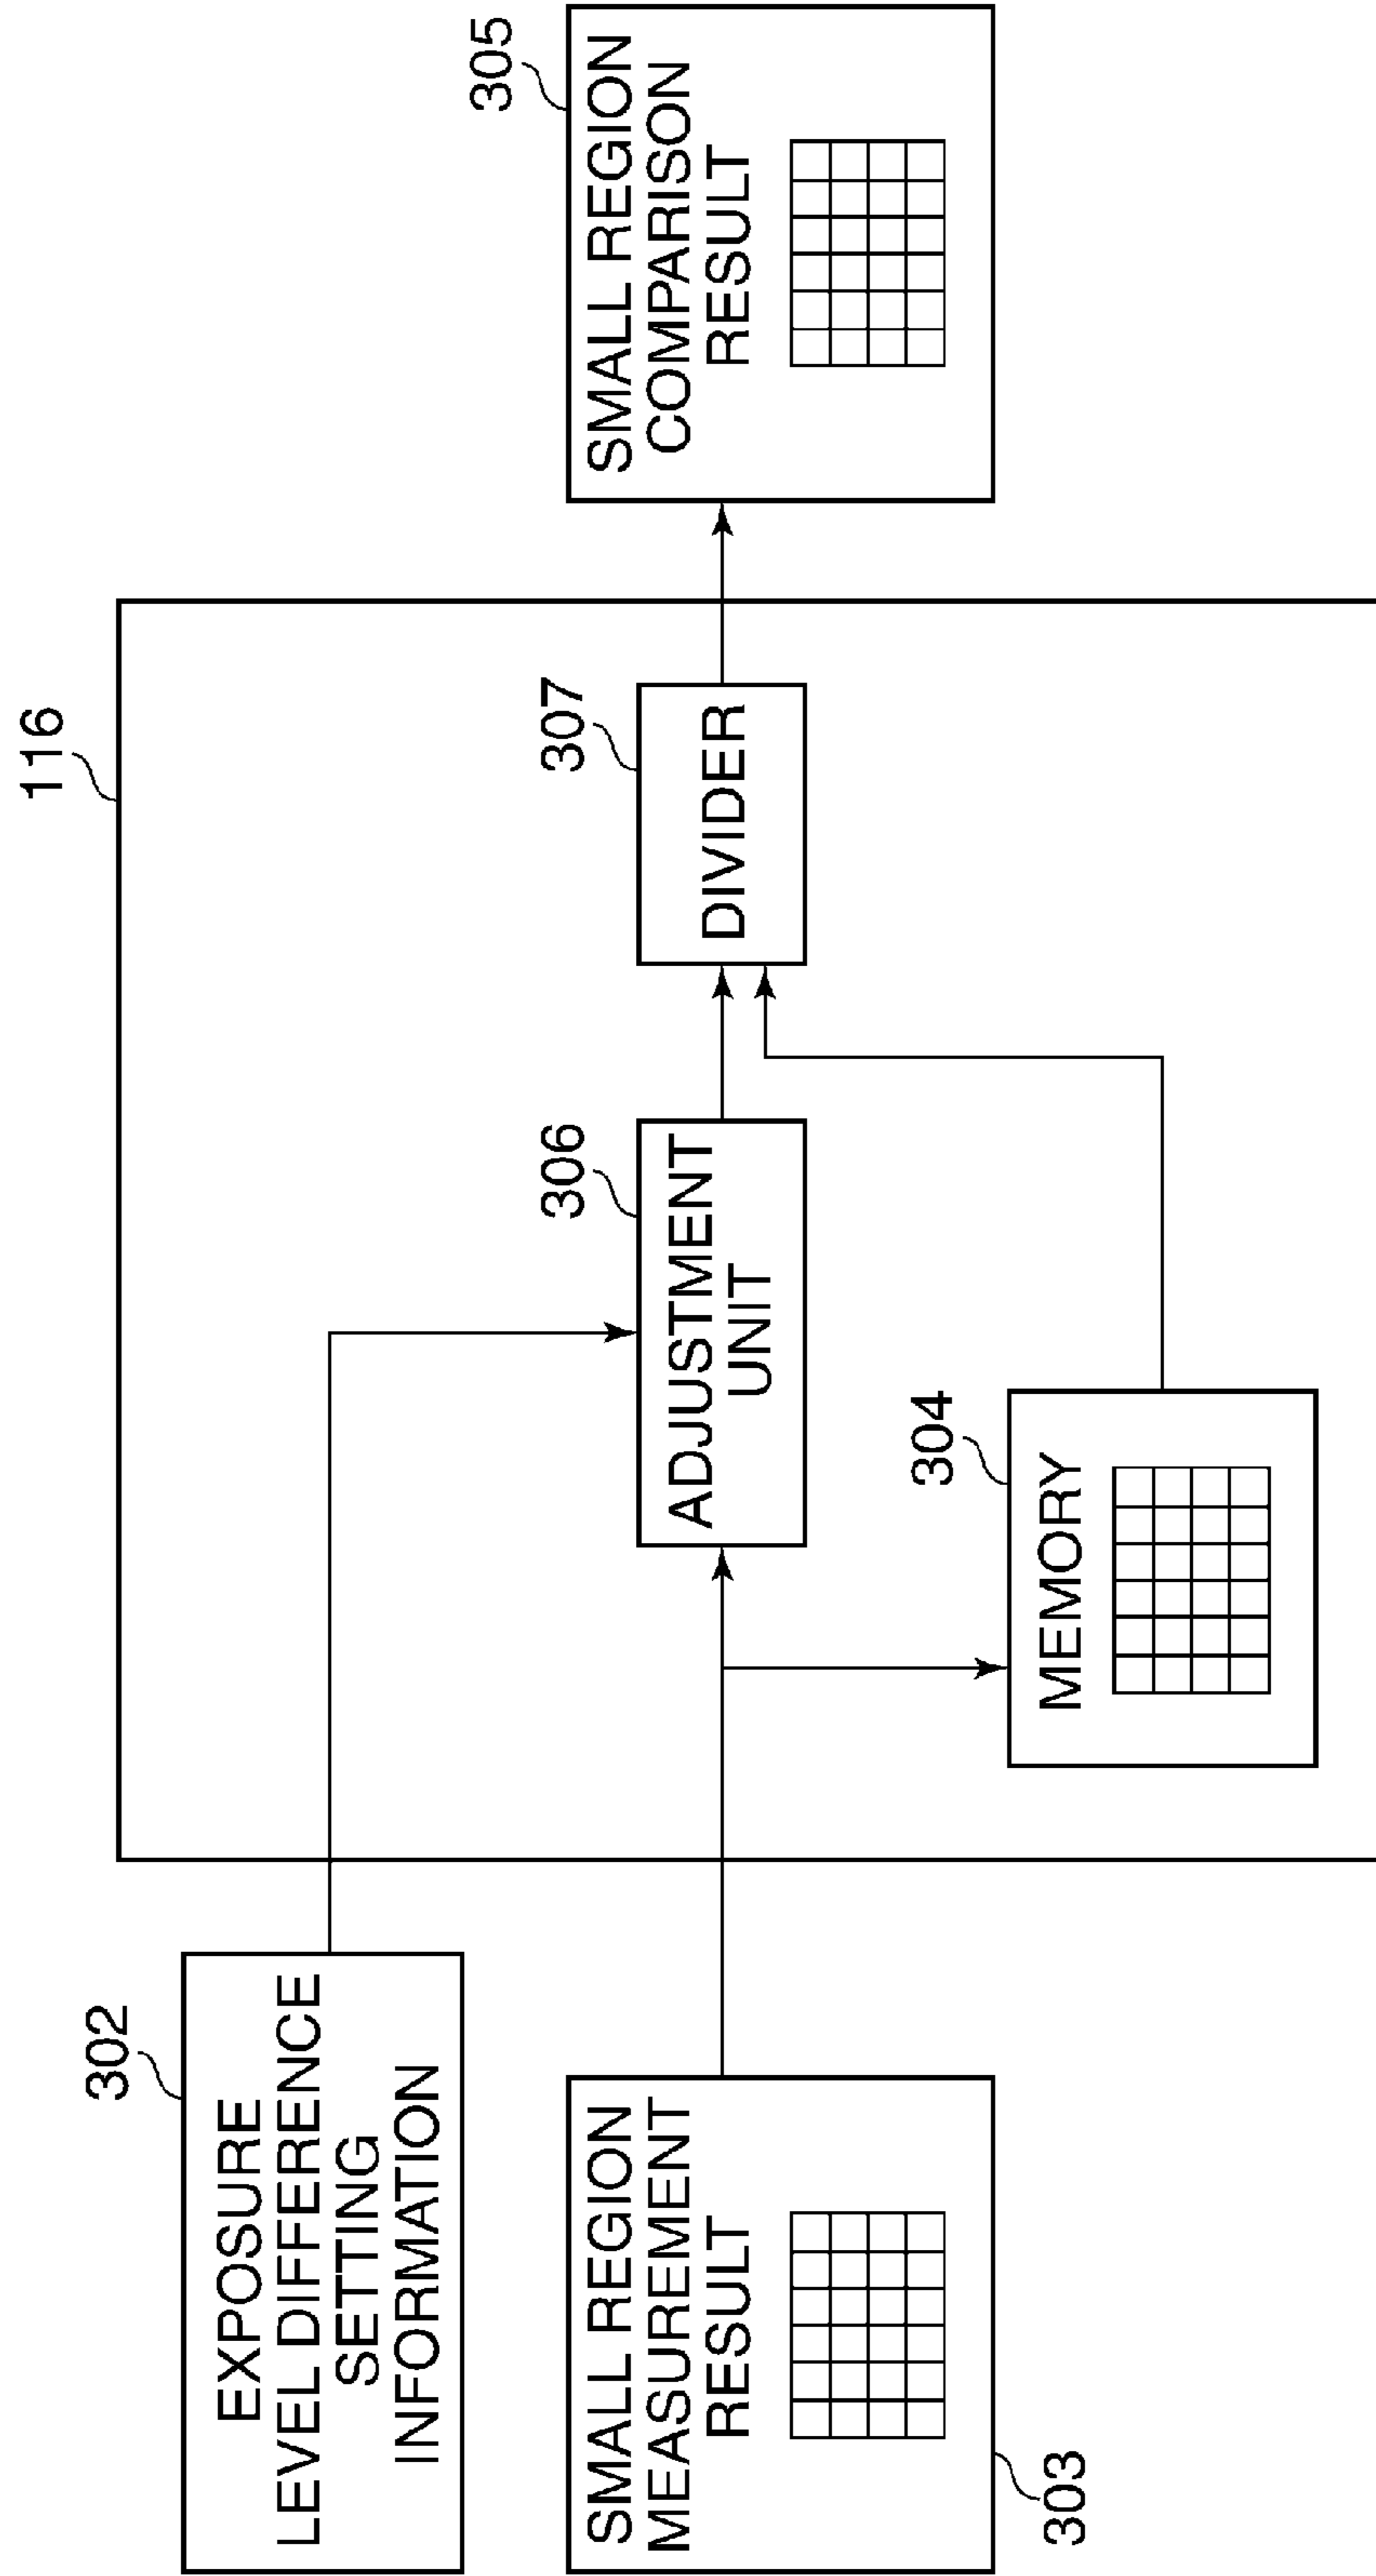 116
302
EXPOSURE
LEVEL DIFFERENCE
SETTING
INFORMATION
303
SMALL REGION
MEASUREMENT
RESULT
306
ADJUSTMENT
UNIT
304
MEMORY
307
DIVIDER
305
SMALL REGION
COMPARISON
RESULT